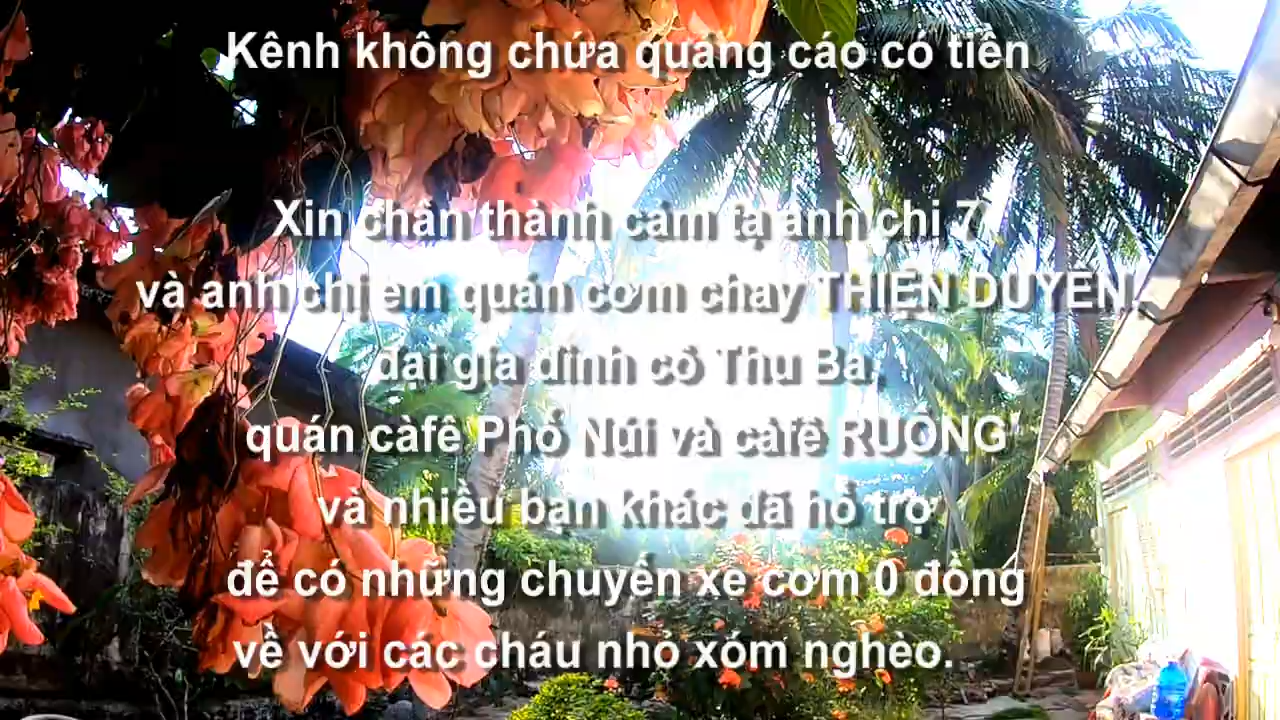 Kênh không chứa quảng cáo có tiền
Xin chân thành cảm tạ anh chi 7
và anh chị em quán cơm chay THIỆN DUYÊN,
đại gia đình cô Thu Ba,
quán càfê Phố Núi và càfê RUÔNG'
và nhiều bạn khác đã hỗ trợ
để có những chuyến xe cơm 0 đồng
về với các cháu nhỏ xóm nghèo.